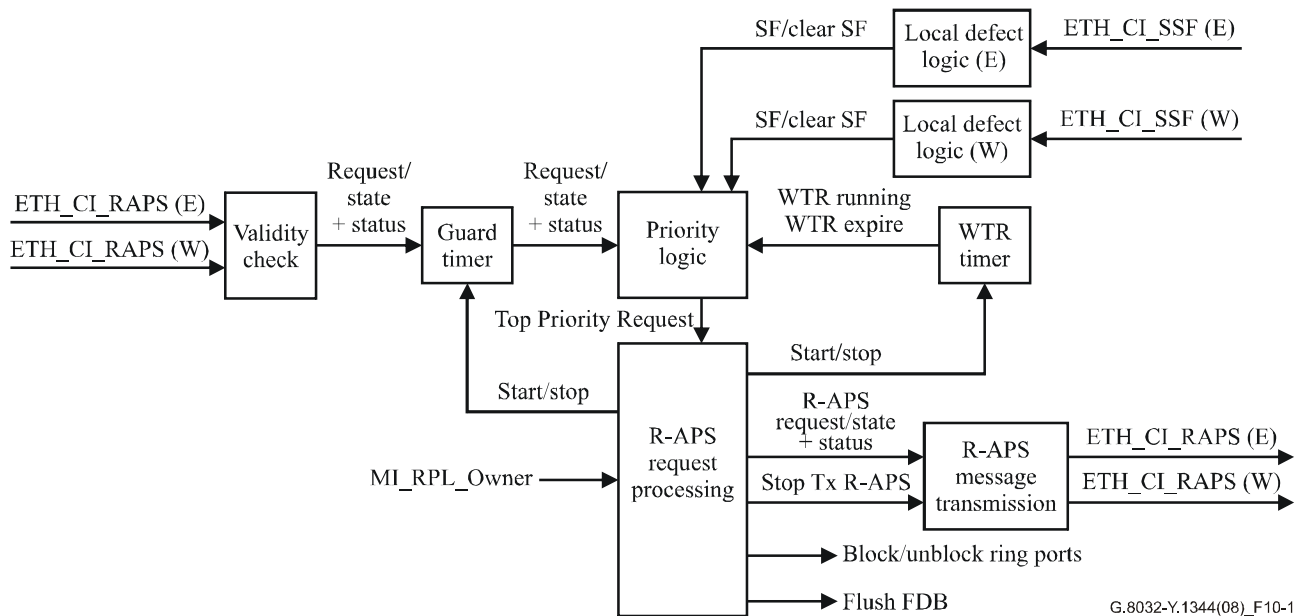 SF/clear SF
Local defect
logic (E)
ETH_CI_SSF (E)
SF/clear SF
Local defect
logic (W)
ETH_CI_SSF (W)
ETH_CI_RAPS (E)
ETH_CI_RAPS (W)
Validity
check
Request/
state
+ status
Guard
timer
Request/
state
+ status
Priority
logic
WTR running
WTR expire
WTR
timer
Top Priority Request
Start/stop
Start/stop
R-APS
request
processing
MI_RPL_Owner
R-APS
request/state
+ status
Stop Tx R-APS
R-APS
message
transmission
ETH_CI_RAPS (E)
ETH_CI_RAPS (W)
Block/unblock ring ports
Flush FDB
G.8032-Y.1344(08)_F10-1